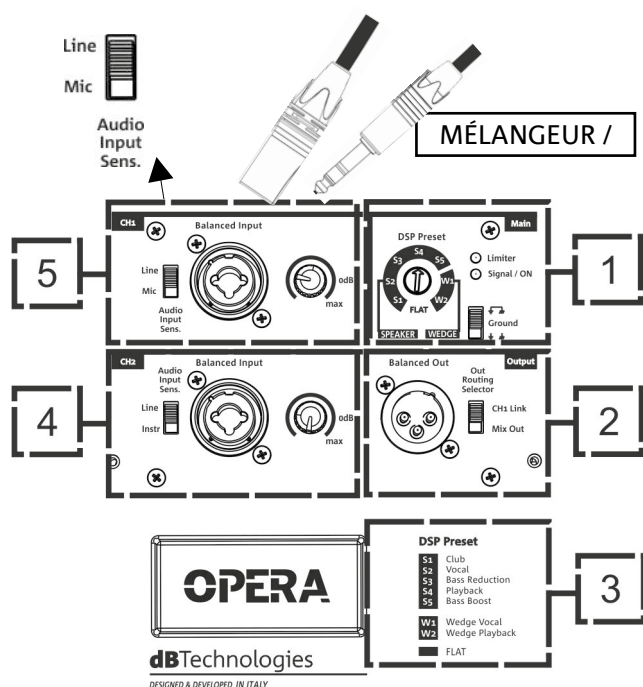 Line
Mic
Audio
Input
Sens.
MÉLANGEUR /
5
CH1
Balanced Input
Line
Mic
Audio
Input
Sens.
0dB
max
Main
DSP Preset
S1
S2
S3
S4
S5
W1
W2
FLAT
SPEAKER
WEDGE
Limiter
Signal / ON
Ground
1
4
CH2
Audio
Input
Sens.
Line
Instr
Balanced Input
0dB
max
Output
Balanced Out
Out
Routing
Selector
CH1 Link
Mix Out
2
OPERA
dBTechnologies
DESIGNED & DEVELOPED IN ITALY
DSP Preset
S1 Club
S2 Vocal
S3 Bass Reduction
S4 Playback
S5 Bass Boost
W1 Wedge Vocal
W2 Wedge Playback
FLAT
3